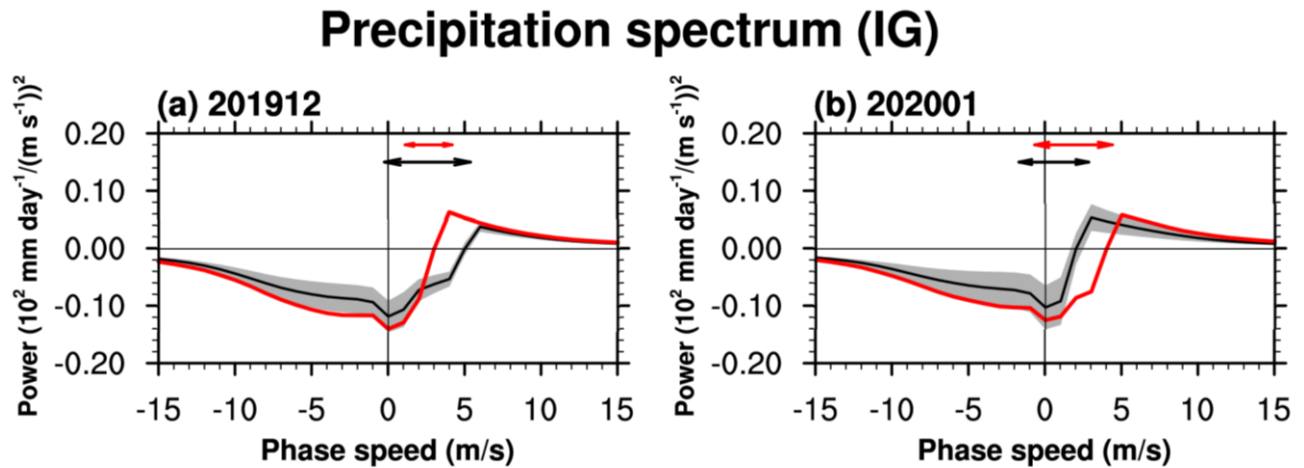 Precipitation spectrum (IG)
(a) 201912
Power (10² mm day⁻¹/(m s⁻¹))²
0.20
0.10
0.00
-0.10
-0.20
-15 -10 -5 0 5 10 15
Phase speed (m/s)
(b) 202001
Power (10² mm day⁻¹/(m s⁻¹))²
0.20
0.10
0.00
-0.10
-0.20
-15 -10 -5 0 5 10 15
Phase speed (m/s)